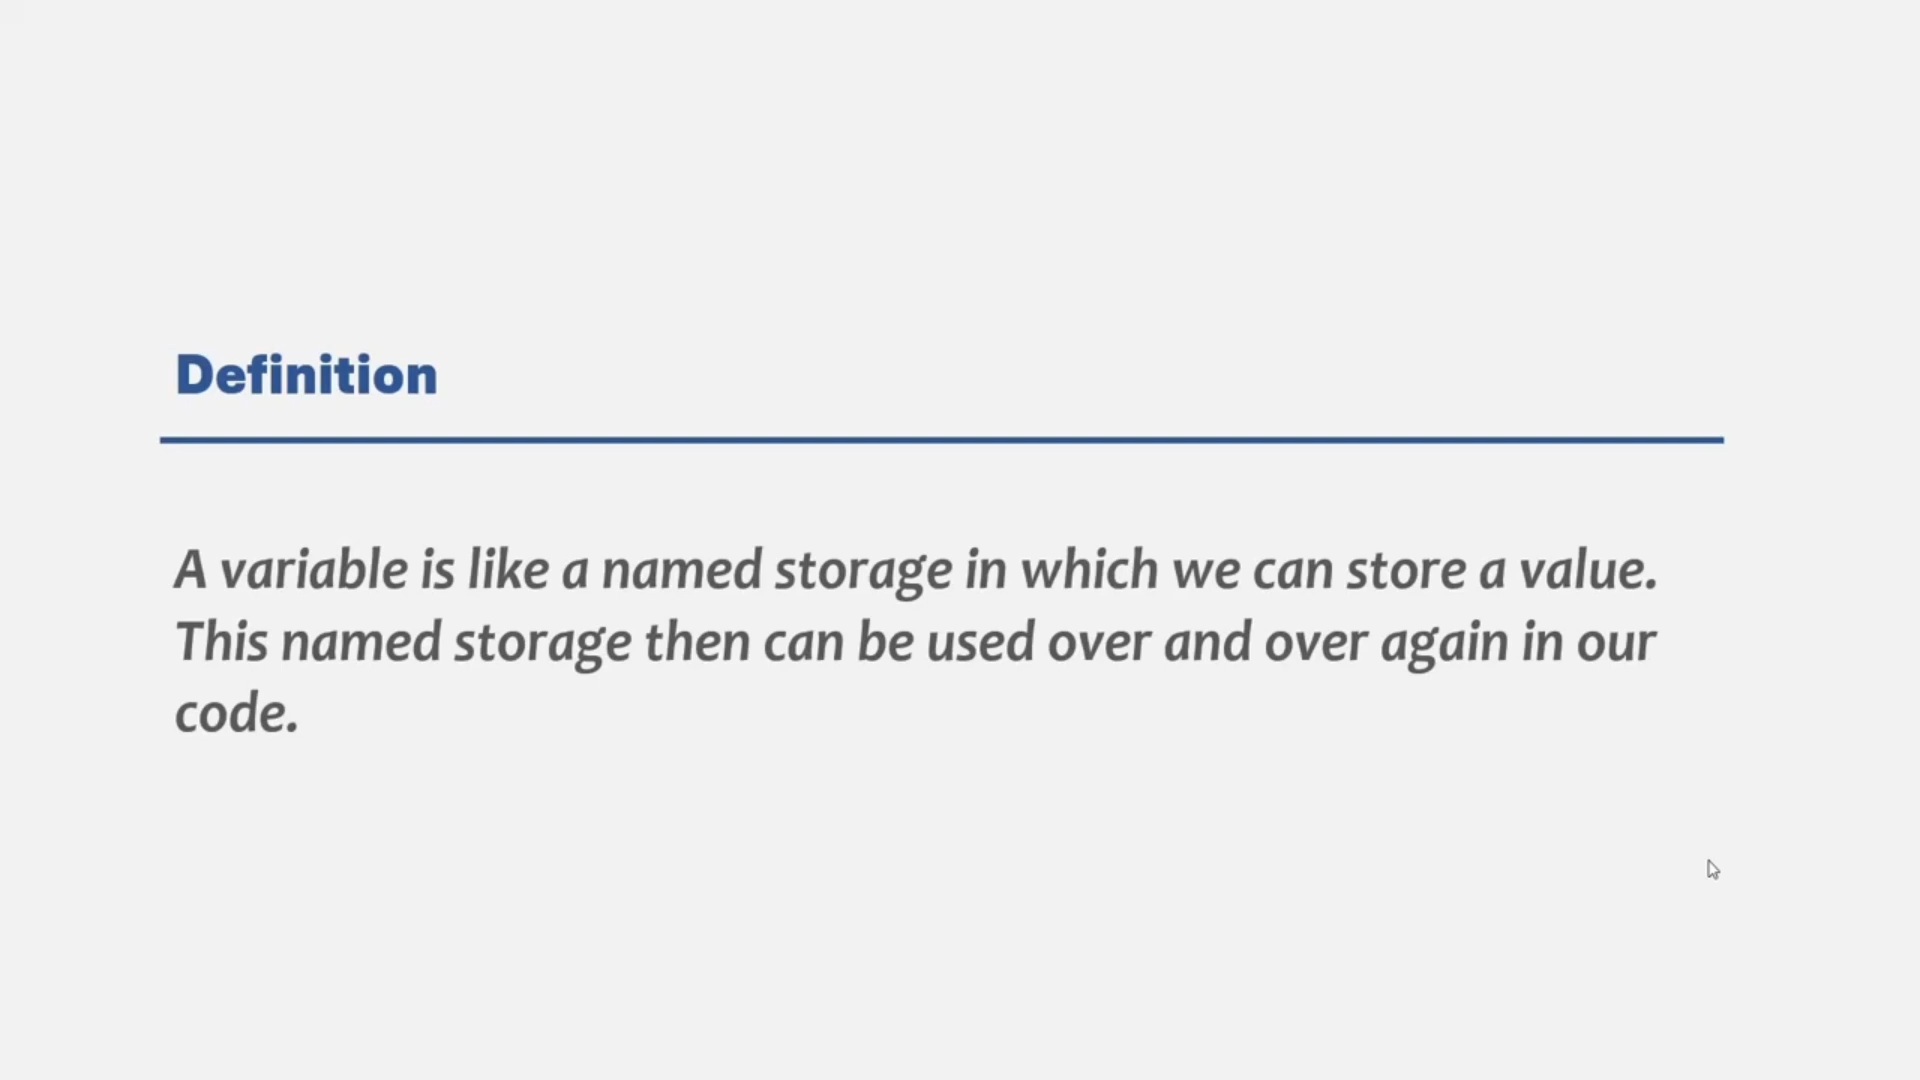 Definition
A variable is like a named storage in which we can store a value.
This named storage then can be used over and over again in our
code.